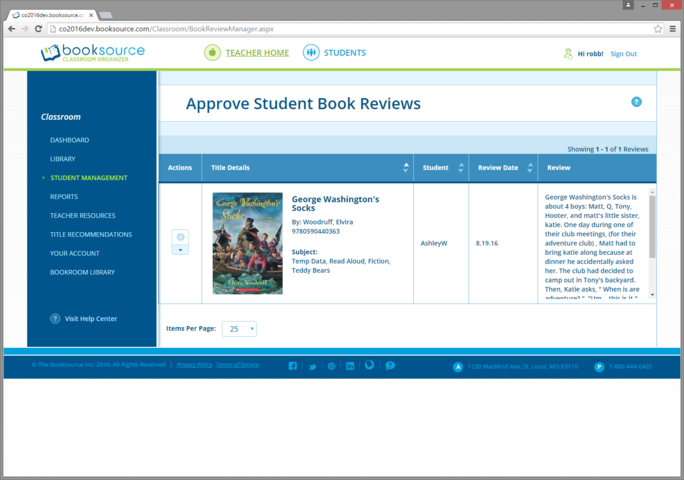 co2016dev.booksource.co
co2016dev.booksource.com/Classroom/BookReviewManager.aspx
booksource
CLASSROOM ORGANIZER
TEACHER HOME
STUDENTS
Hi robb!
Sign Out
Classroom
DASHBOARD
LIBRARY
STUDENT MANAGEMENT
REPORTS
TEACHER RESOURCES
TITLE RECOMMENDATIONS
YOUR ACCOUNT
BOOKROOM LIBRARY
? Visit Help Center
Approve Student Book Reviews
?
Showing 1 - 1 of 1 Reviews
Actions
Title Details
Student
Review Date
Review
George Washington's Socks
George Washington's
Socks
By: Woodruff, Elvira
9780590440363
Subject:
Temp Data, Read Aloud, Fiction,
Teddy Bears
AshleyW
8.19.16
George Washington's Socks is
about 4 boys: Matt, Q, Tony,
Hooter, and matt's little sister,
katie. One day during one of
their club meetings, (for their
adventure club) , Matt had to
bring katie along because at
dinner he accidentally asked
her. The club had decided to
camp out in Tony's backyard.
Then, Katie asks, " When is are
adventure? " "Um... this is it "
Items Per Page:
25
© The Booksource Inc, 2016, All Rights Reserved | Privacy Policy Terms of Service
A 1230 Macklind Ave, St. Louis, MO 63110
P 1-800-444-0435